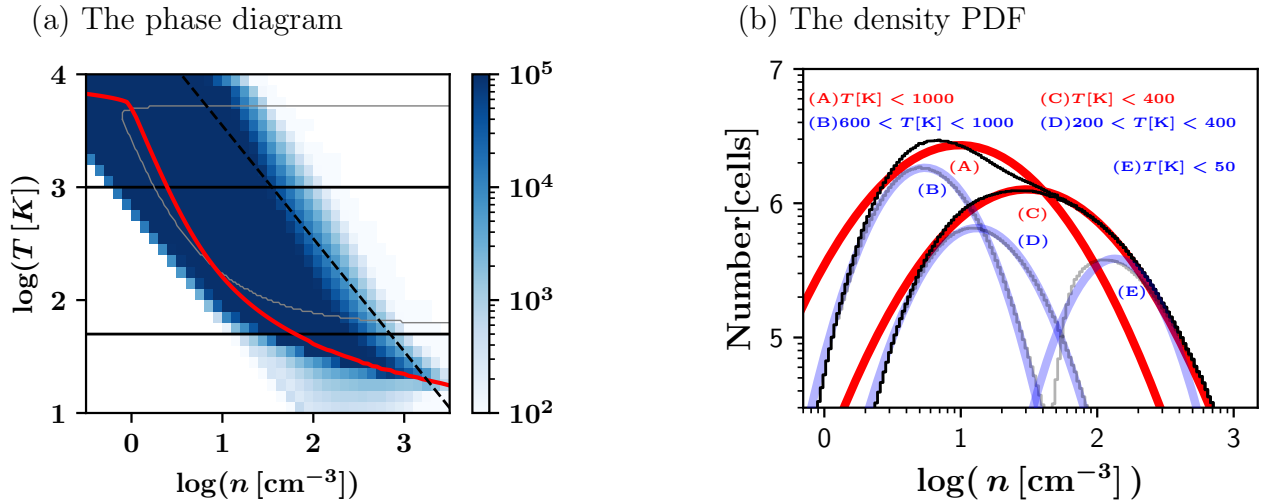 (a) The phase diagram
4
3
2
1
log(T [K])
0
1
2
3
log(n [cm⁻³])
10⁵
10⁴
10³
10²
(b) The density PDF
7
6
5
Number[cells]
(A)T[K] < 1000
(C)T[K] < 400
(B)600 < T[K] < 1000
(D)200 < T[K] < 400
(E)T[K] < 50
(A)
(B)
(C)
(D)
(E)
0
1
2
3
log( n [cm⁻³] )